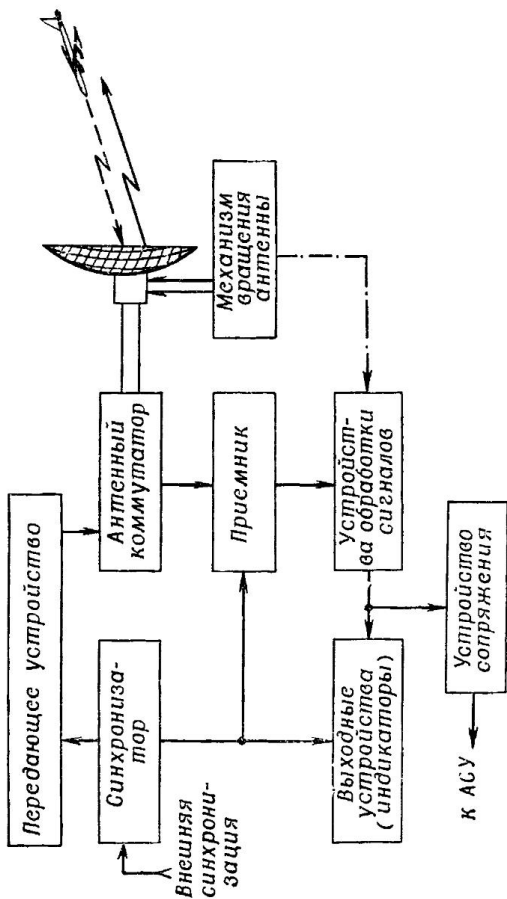 Передающее устройство
Антенный
коммутатор
Синхрониза-
тор
Внешняя
синхрони-
зация
Приемник
Механизм
вращения
антенны
Выходные
устройства
(индикаторы)
Устройст-
ва обработки
сигналов
Устройство
сопряжения
К АСУ